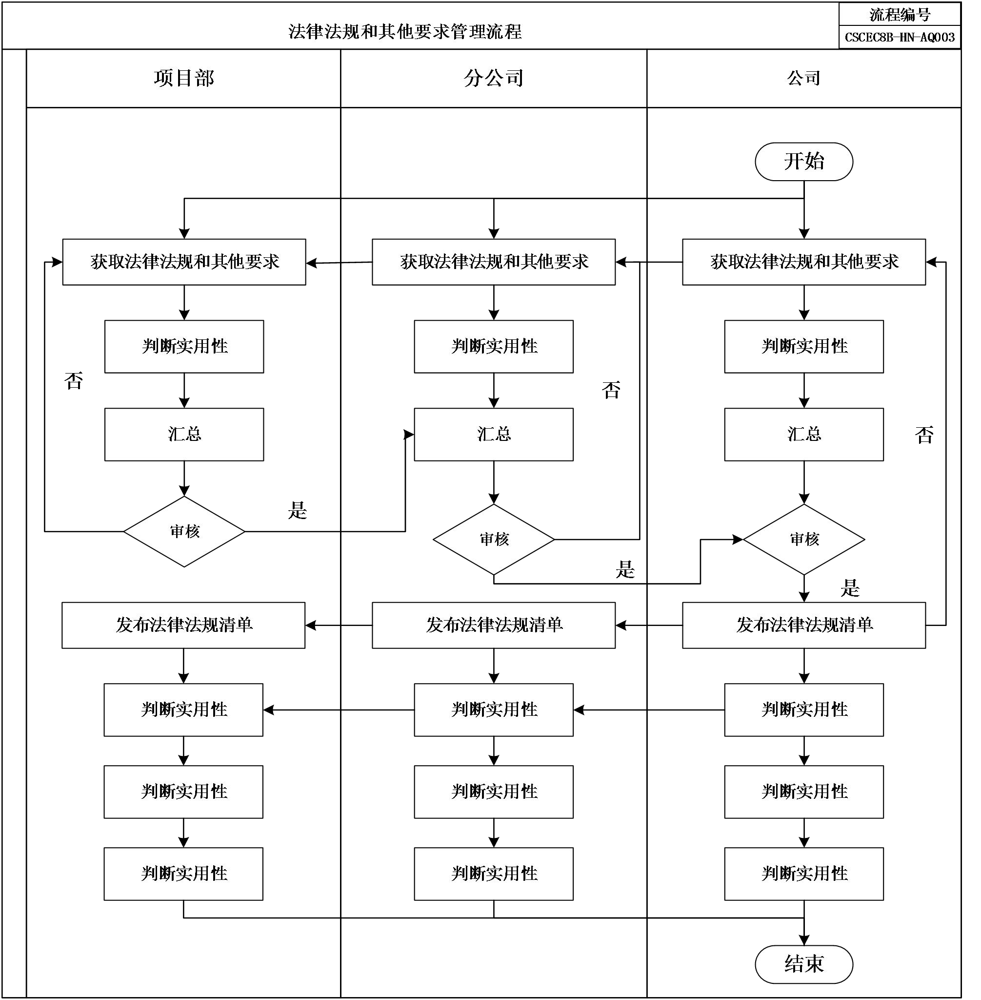 法律法规和其他要求管理流程
流程编号
CSCEC8B-HN-AQ003
项目部
分公司
公司
开始
获取法律法规和其他要求
获取法律法规和其他要求
获取法律法规和其他要求
判断实用性
判断实用性
判断实用性
否
否
否
汇总
汇总
汇总
是
审核
审核
审核
是
是
发布法律法规清单
发布法律法规清单
发布法律法规清单
判断实用性
判断实用性
判断实用性
判断实用性
判断实用性
判断实用性
判断实用性
判断实用性
判断实用性
结束